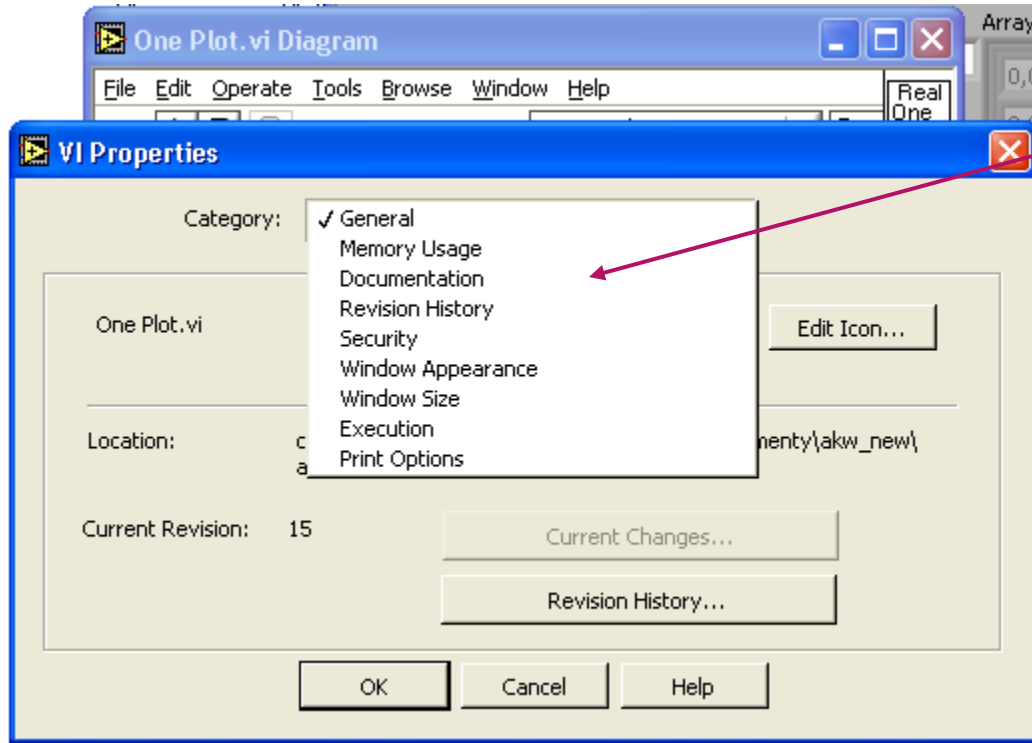 Array
One Plot.vi Diagram
File Edit Operate Tools Browse Window Help
Real
One
0,
VI Properties
Category:
✓ General
Memory Usage
Documentation
Revision History
Security
Window Appearance
Window Size
Execution
Print Options
One Plot.vi
Edit Icon...
Location:
c
menty\akw_new\
a
Current Revision: 15
Current Changes...
Revision History...
OK Cancel Help